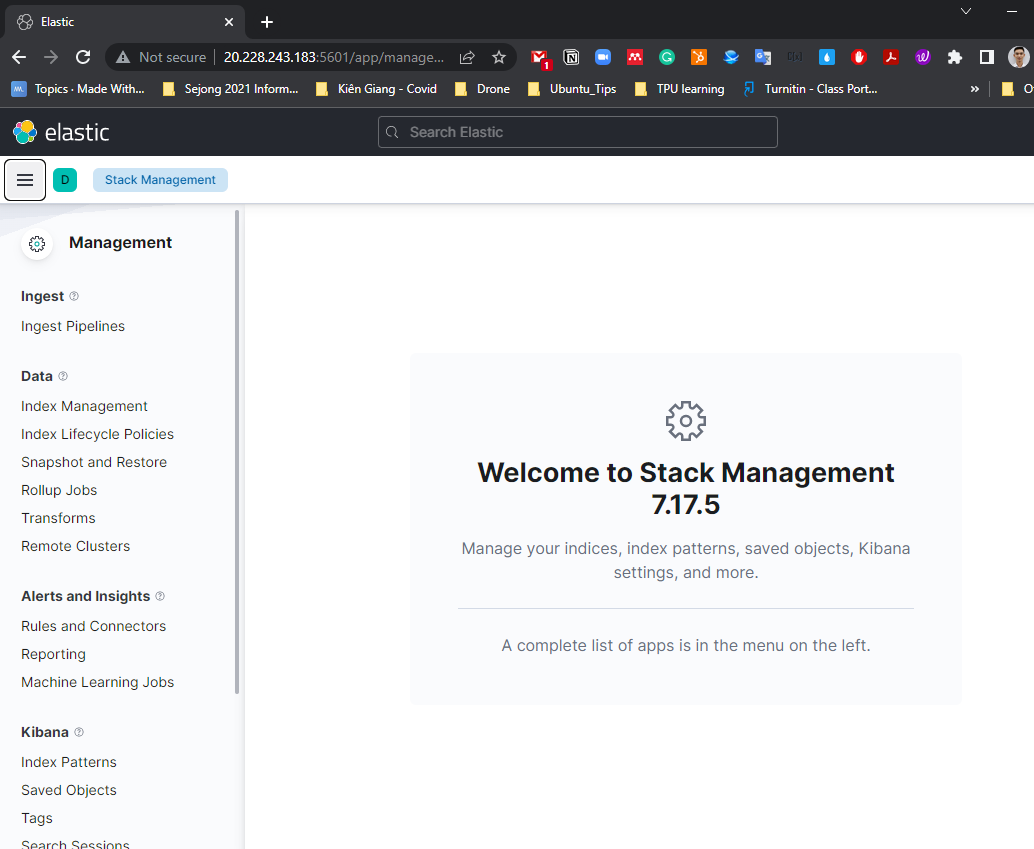 Elastic
Not secure
20.228.243.183:5601/app/manage...
1
Topics · Made With...
Sejong 2021 Inform...
Kiên Giang - Covid
Drone
Ubuntu_Tips
TPU learning
Turnitin - Class Port...
»
elastic
Search Elastic
D
Stack Management
Management
Ingest
Ingest Pipelines
Data
Index Management
Index Lifecycle Policies
Snapshot and Restore
Rollup Jobs
Transforms
Remote Clusters
Alerts and Insights
Rules and Connectors
Reporting
Machine Learning Jobs
Kibana
Index Patterns
Saved Objects
Tags
Search Sessions
Welcome to Stack Management
7.17.5
Manage your indices, index patterns, saved objects, Kibana
settings, and more.
A complete list of apps is in the menu on the left.